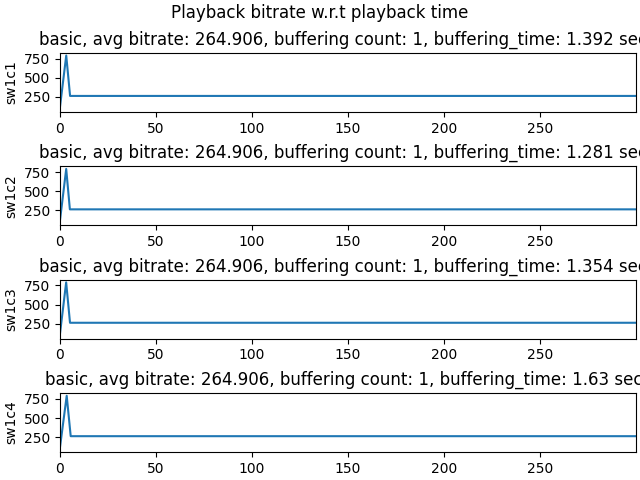 Playback bitrate w.r.t playback time
basic, avg bitrate: 264.906, buffering count: 1, buffering_time: 1.392 sec
750
500
250
sw1c1
0 50 100 150 200 250
basic, avg bitrate: 264.906, buffering count: 1, buffering_time: 1.281 sec
750
500
250
sw1c2
0 50 100 150 200 250
basic, avg bitrate: 264.906, buffering count: 1, buffering_time: 1.354 sec
750
500
250
sw1c3
0 50 100 150 200 250
basic, avg bitrate: 264.906, buffering count: 1, buffering_time: 1.63 sec
750
500
250
sw1c4
0 50 100 150 200 250